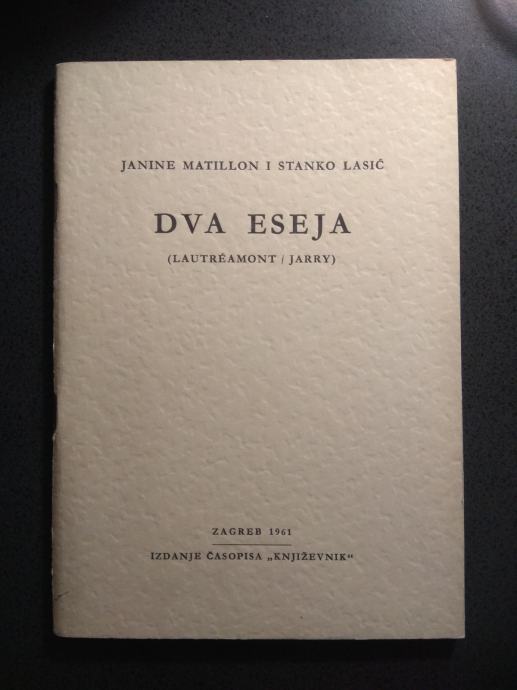 JANINE MATILLON I STANKO LASIĆ
DVA ESEJA
(LAUTRÉAMONT / JARRY)
ZAGREB 1961
IZDANJE ČASOPISA „KNJIŽEVNIK“